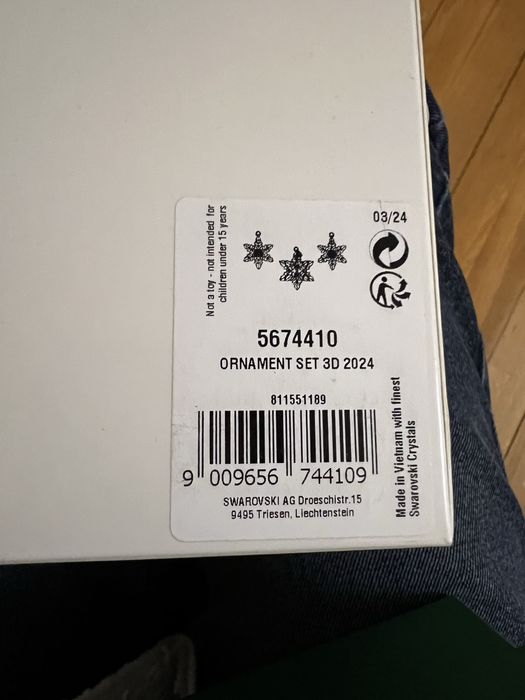 Not a toy - not intended for
children under 15 years
03/24
5674410
ORNAMENT SET 3D 2024
811551189
9 009656 744109
SWAROVSKI AG Droeschistr.15
9495 Triesen, Liechtenstein
Made in Vietnam with finest
Swarovski Crystals